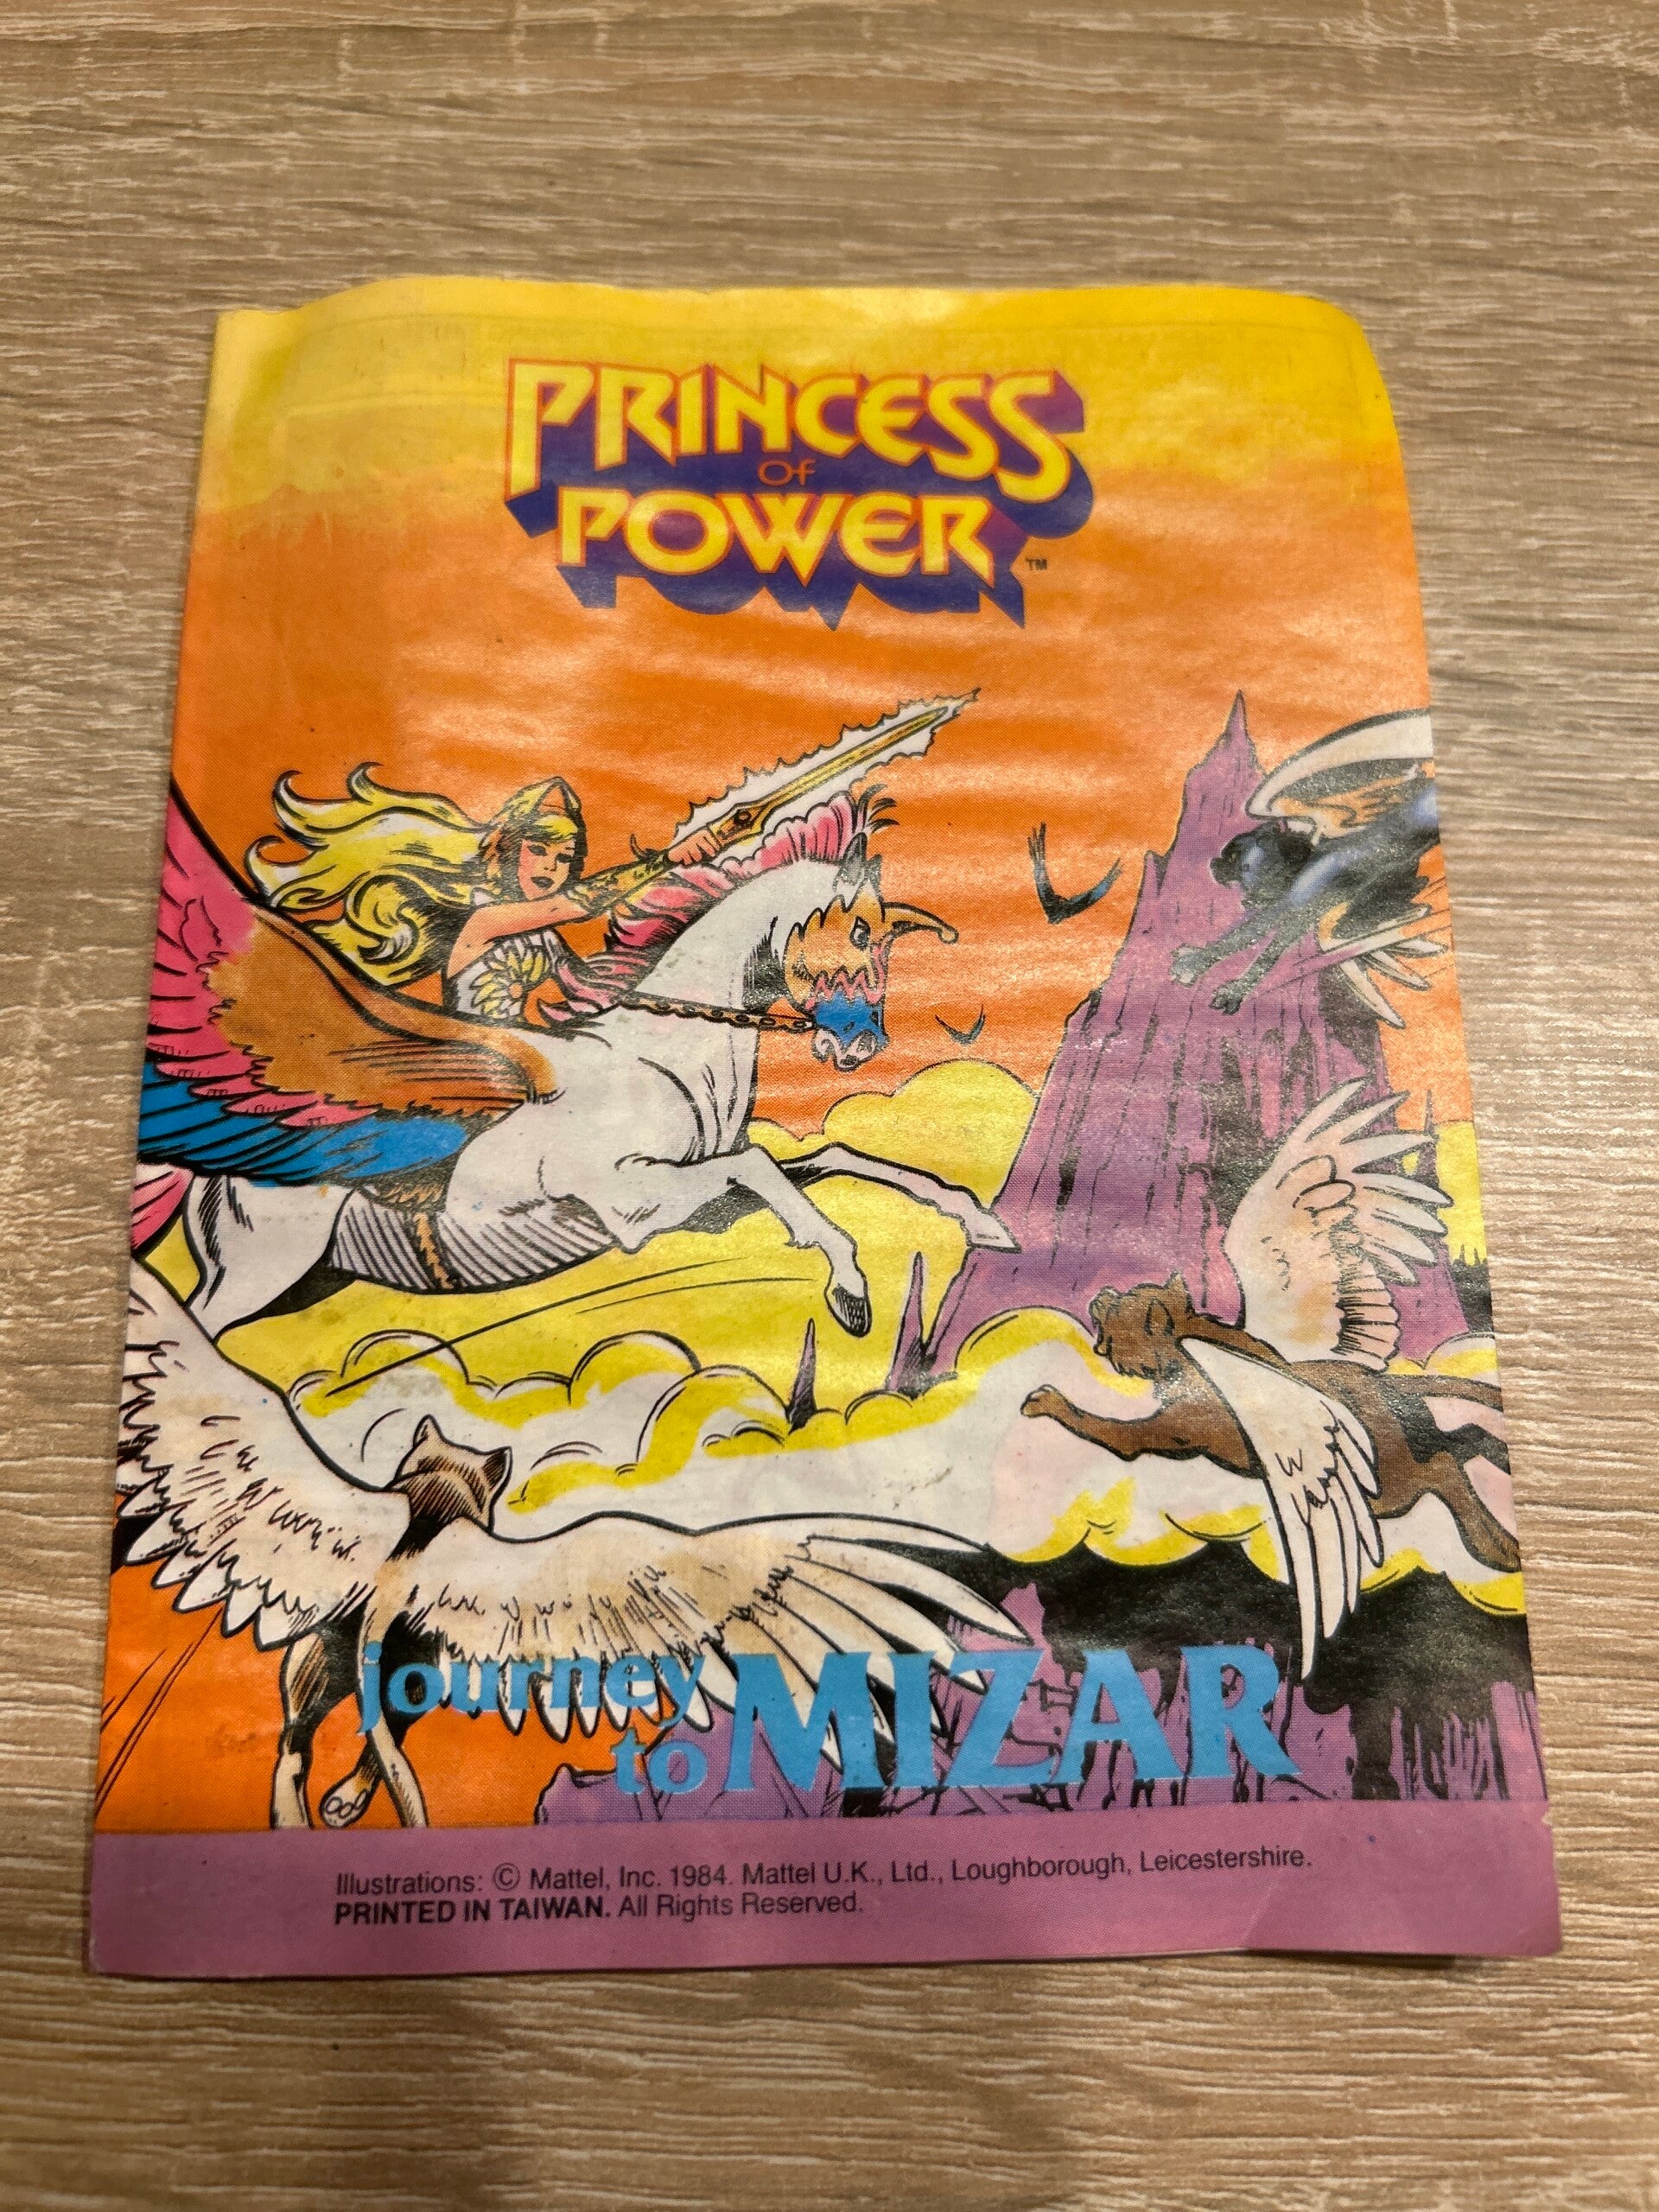 PRINCESS
OF
POWER
TM
journey
to MIZAR
Illustrations: © Mattel, Inc. 1984. Mattel U.K., Ltd., Loughborough, Leicestershire.
PRINTED IN TAIWAN. All Rights Reserved.